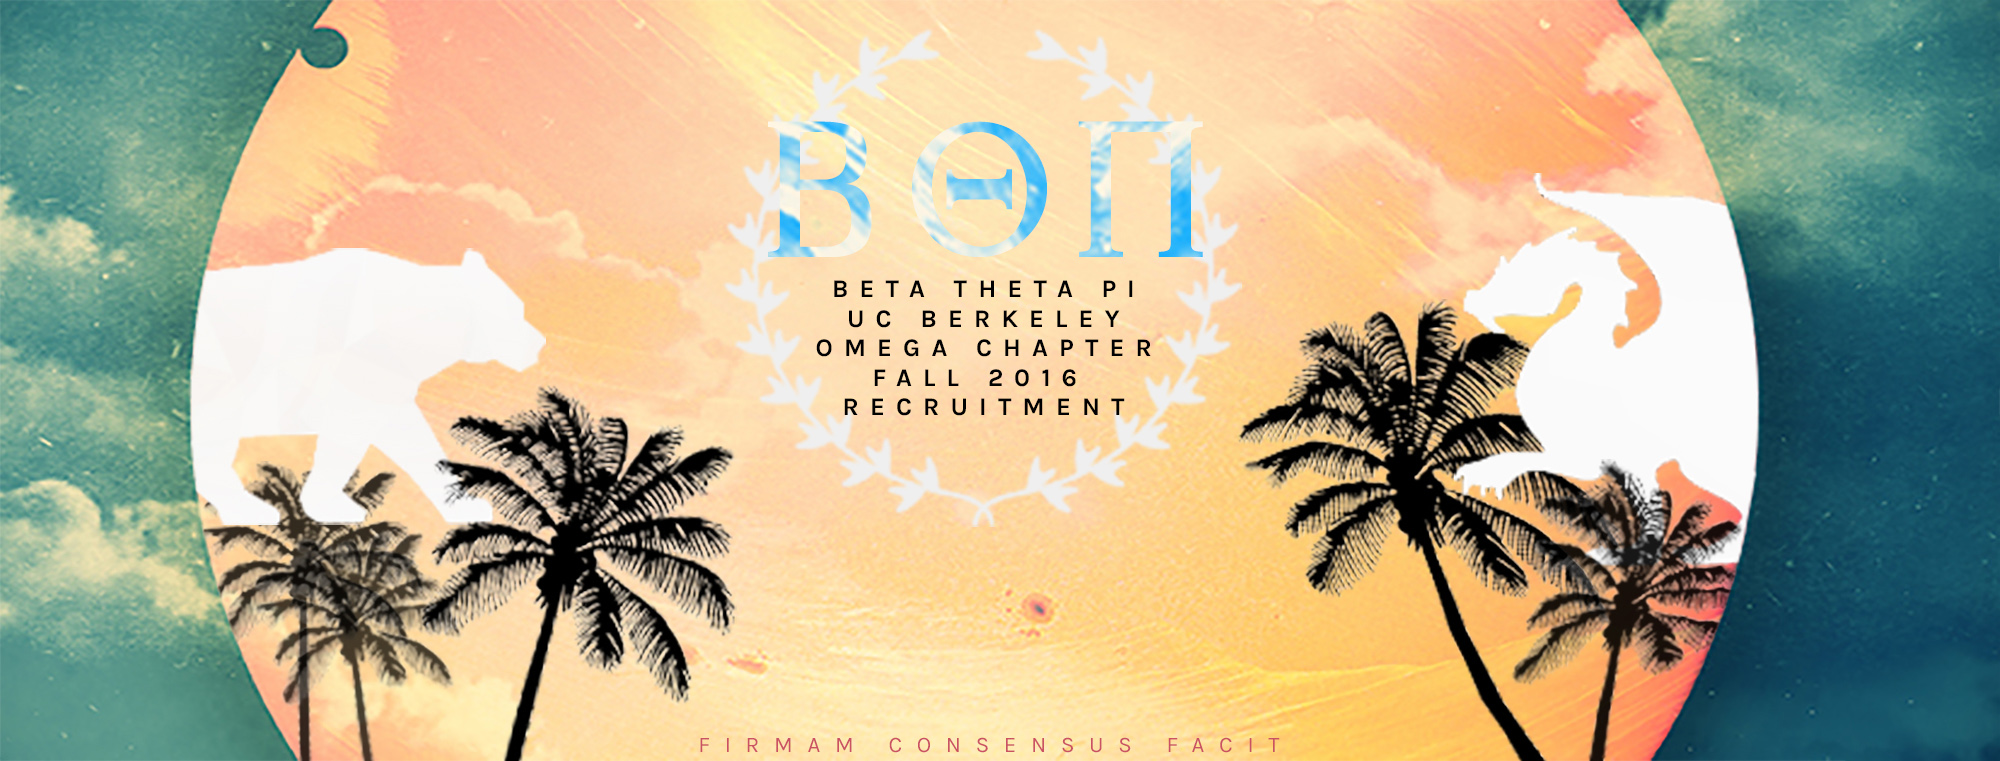 ΒΘΠ
BETA THETA PI
UC BERKELEY
OMEGA CHAPTER
FALL 2016
RECRUITMENT
FIRMAM CONSENSUS FACIT